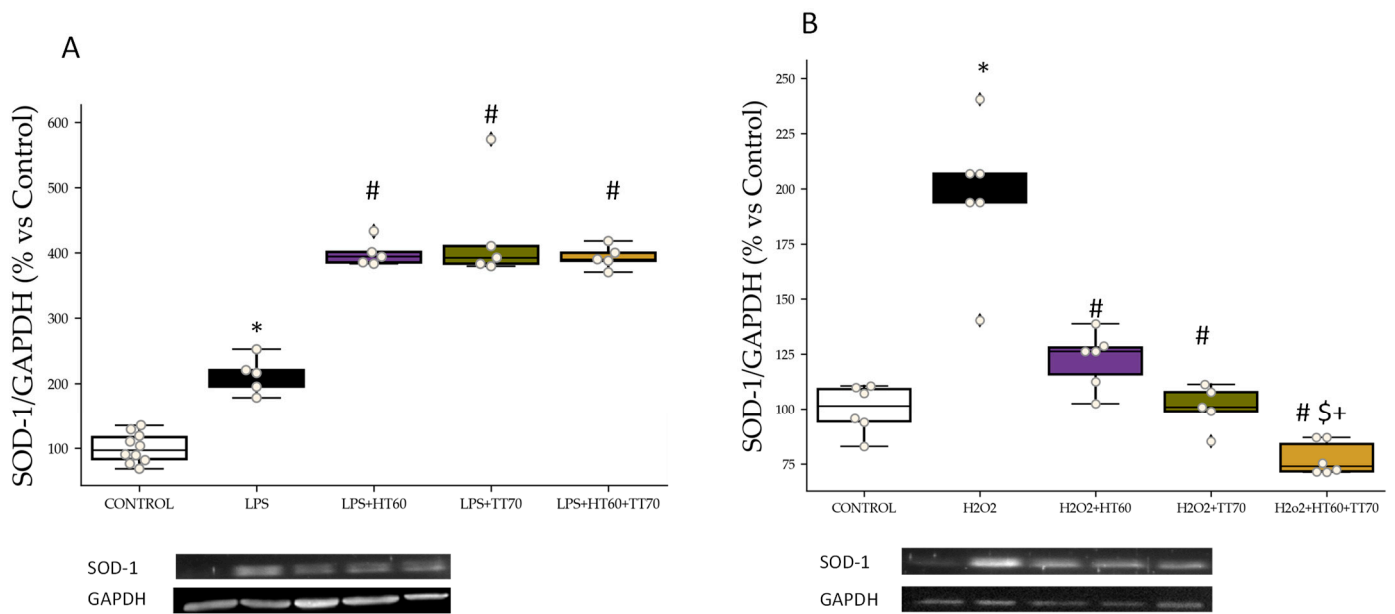 A
SOD-1/GAPDH (% vs Control)
600
500
400
300
200
100
*
#
#
#
CONTROL
LPS
LPS+HT60
LPS+TT70
LPS+HT60+TT70
SOD-1
GAPDH
B
SOD-1/GAPDH (% vs Control)
250
225
200
175
150
125
100
75
*
#
#
# $+
CONTROL
H2O2
H2O2+HT60
H2O2+TT70
H2o2+HT60+TT70
SOD-1
GAPDH